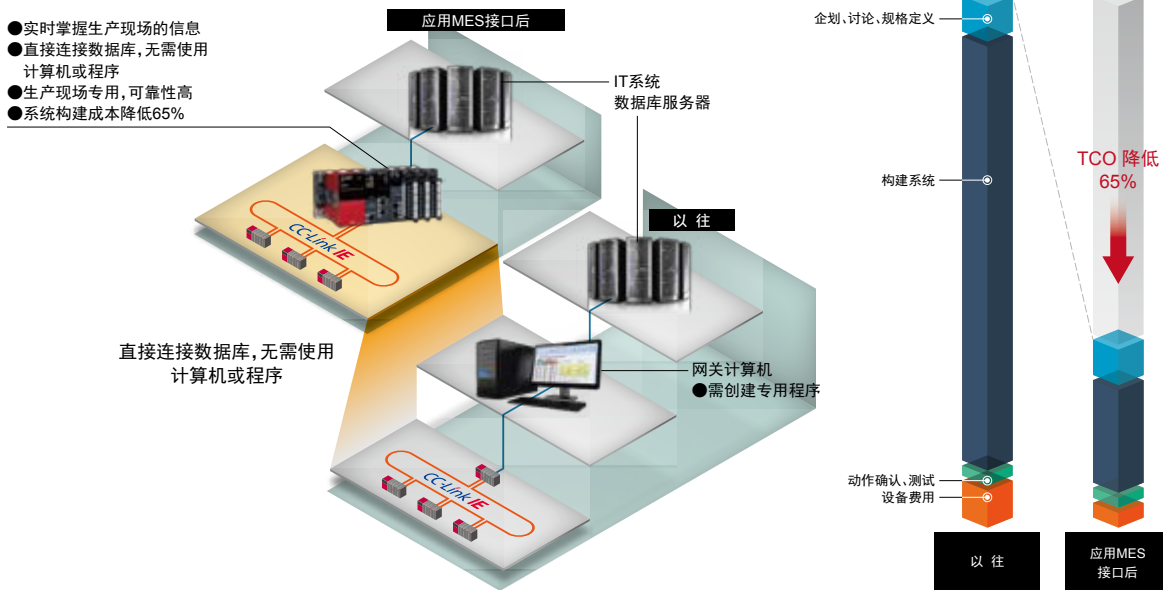 ●实时掌握生产现场的信息
●直接连接数据库,无需使用
计算机或程序
●生产现场专用,可靠性高
●系统构建成本降低65%
应用MES接口后
IT系统
数据库服务器
CC-Link IE
以 往
直接连接数据库,无需使用
计算机或程序
网关计算机
●需创建专用程序
CC-Link IE
企划、讨论、规格定义
构建系统
动作确认、测试
设备费用
以 往
TCO 降低
65%
应用MES
接口后